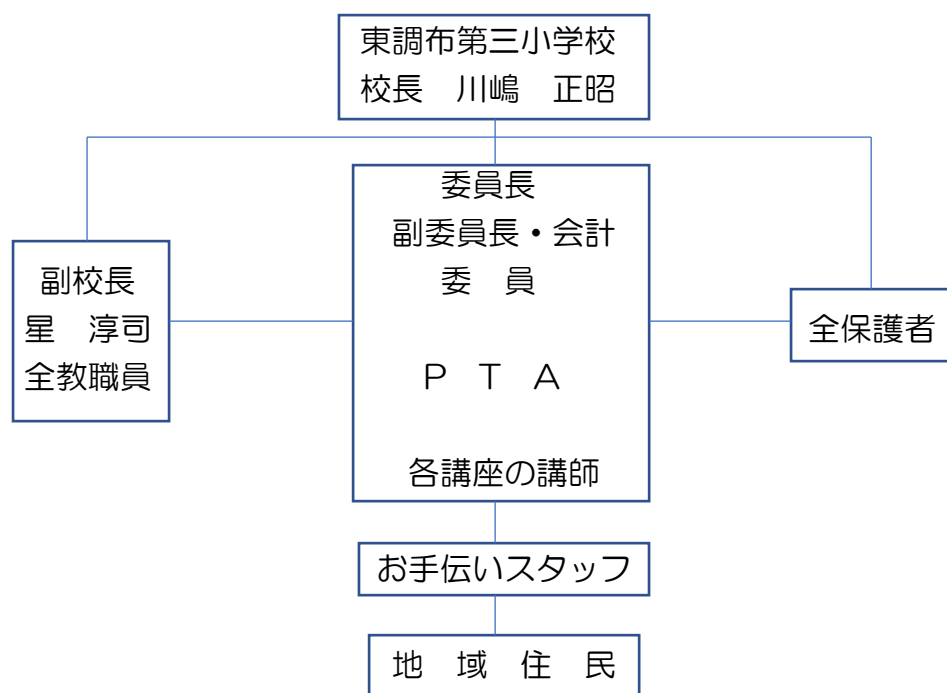 東調布第三小学校
校長　川嶋　正昭
委員長
副委員長・会計
委　員
Ｐ　Ｔ　Ａ
各講座の講師
副校長
星　淳司
全教職員
全保護者
お手伝いスタッフ
地　域　住　民